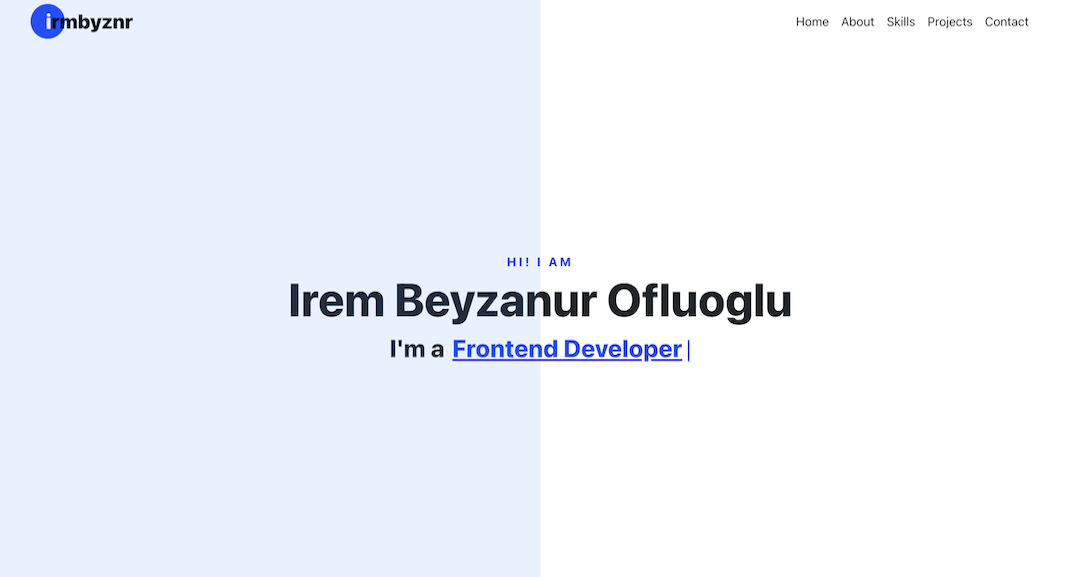 irmbyznr
Home About Skills Projects Contact
HI! I AM
Irem Beyzanur Ofluoglu
I'm a Frontend Developer|